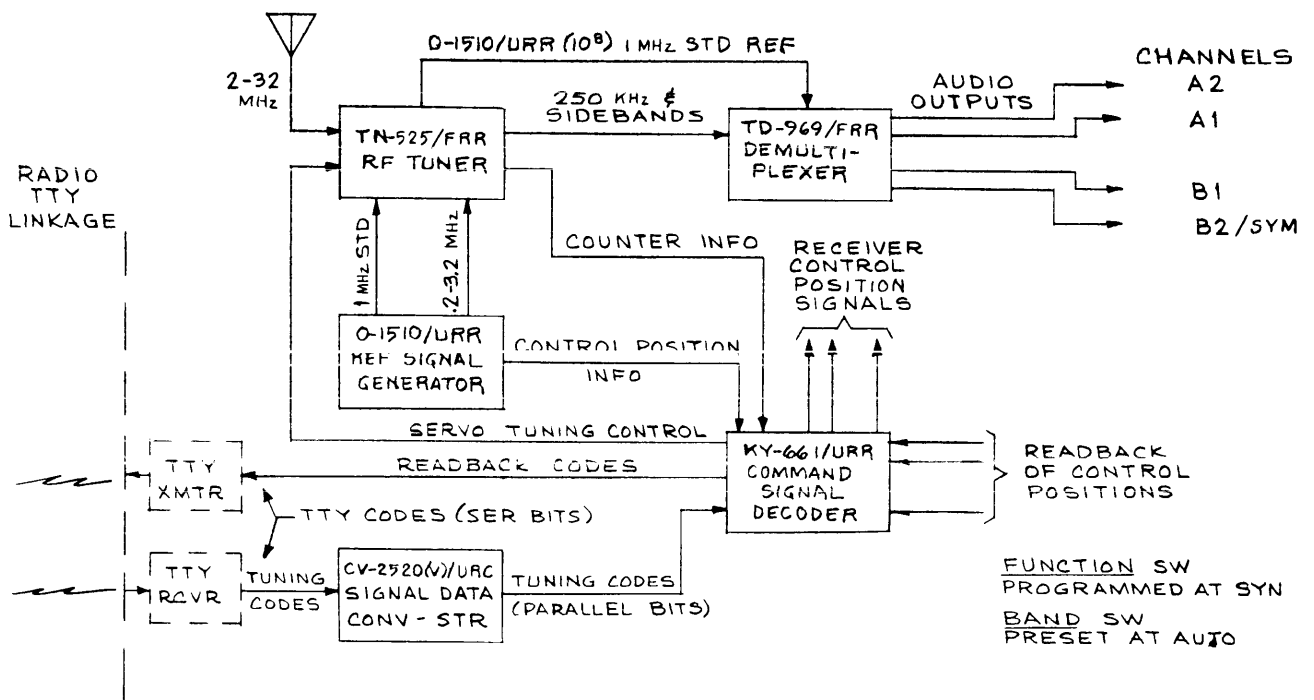 O-1510/URR (10⁸) 1 MHz STD REF
CHANNELS
A2
A1
B1
B2/SYM
2-32
MHz
250 KHz &
SIDEBANDS
AUDIO
OUTPUTS
TN-525/FRR
RF TUNER
TD-969/FRR
DEMULTI-
PLEXER
RADIO
TTY
LINKAGE
1 MHz STD
.2-3.2 MHz
COUNTER INFO
RECEIVER
CONTROL
POSITION
SIGNALS
O-1510/URR
REF SIGNAL
GENERATOR
CONTROL POSITION
INFO
SERVO TUNING CONTROL
READBACK CODES
KY-661/URR
COMMAND
SIGNAL
DECODER
READBACK
OF CONTROL
POSITIONS
TTY
XMTR
TTY CODES (SER BITS)
TTY
RCVR
TUNING
CODES
CV-2520(V)/URC
SIGNAL DATA
CONV-STR
TUNING CODES
(PARALLEL BITS)
FUNCTION SW
PROGRAMMED AT SYN
BAND SW
PRESET AT AUTO